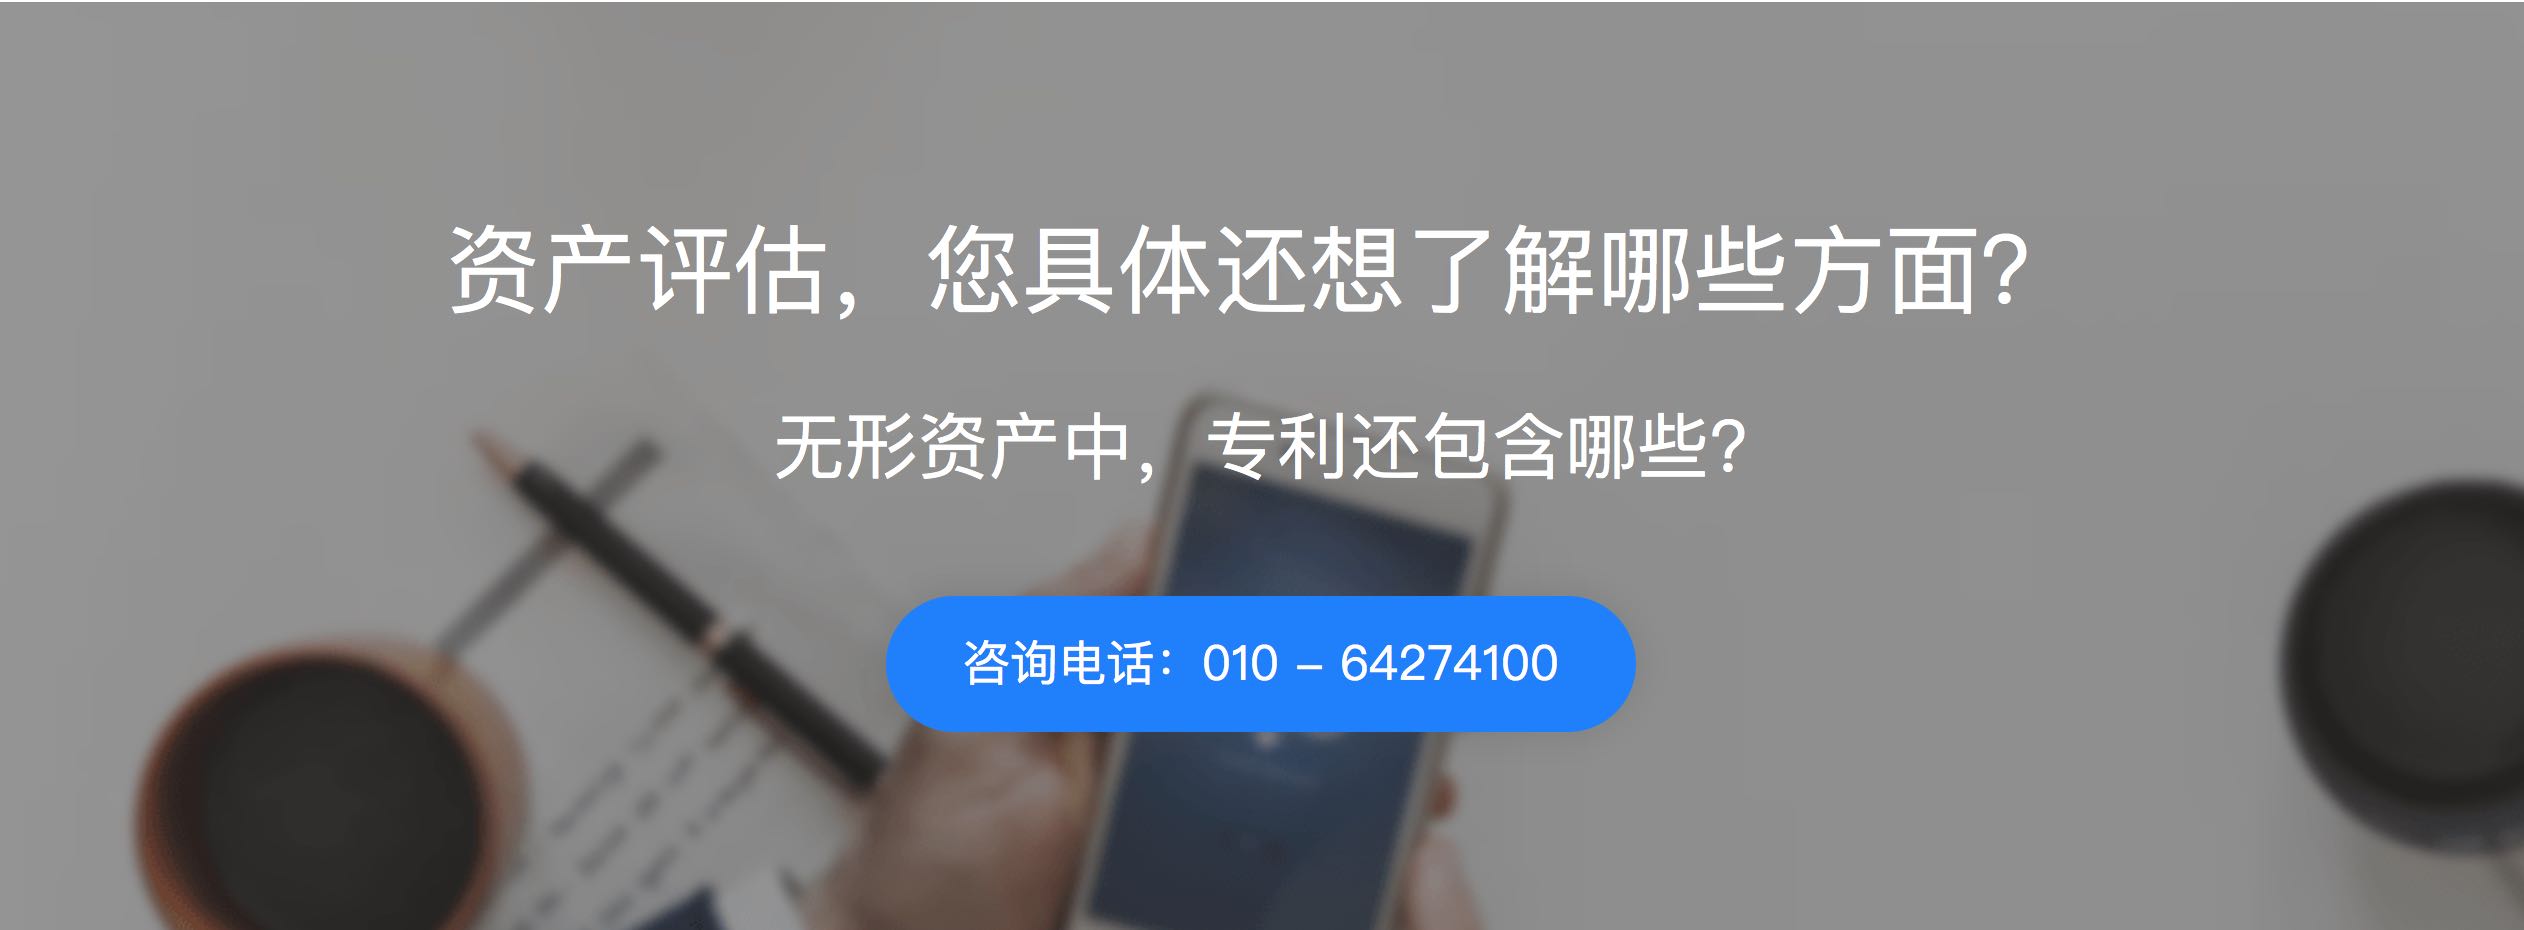 资产评估，您具体还想了解哪些方面?
无形资产中，专利还包含哪些?
咨询电话：010 – 64274100